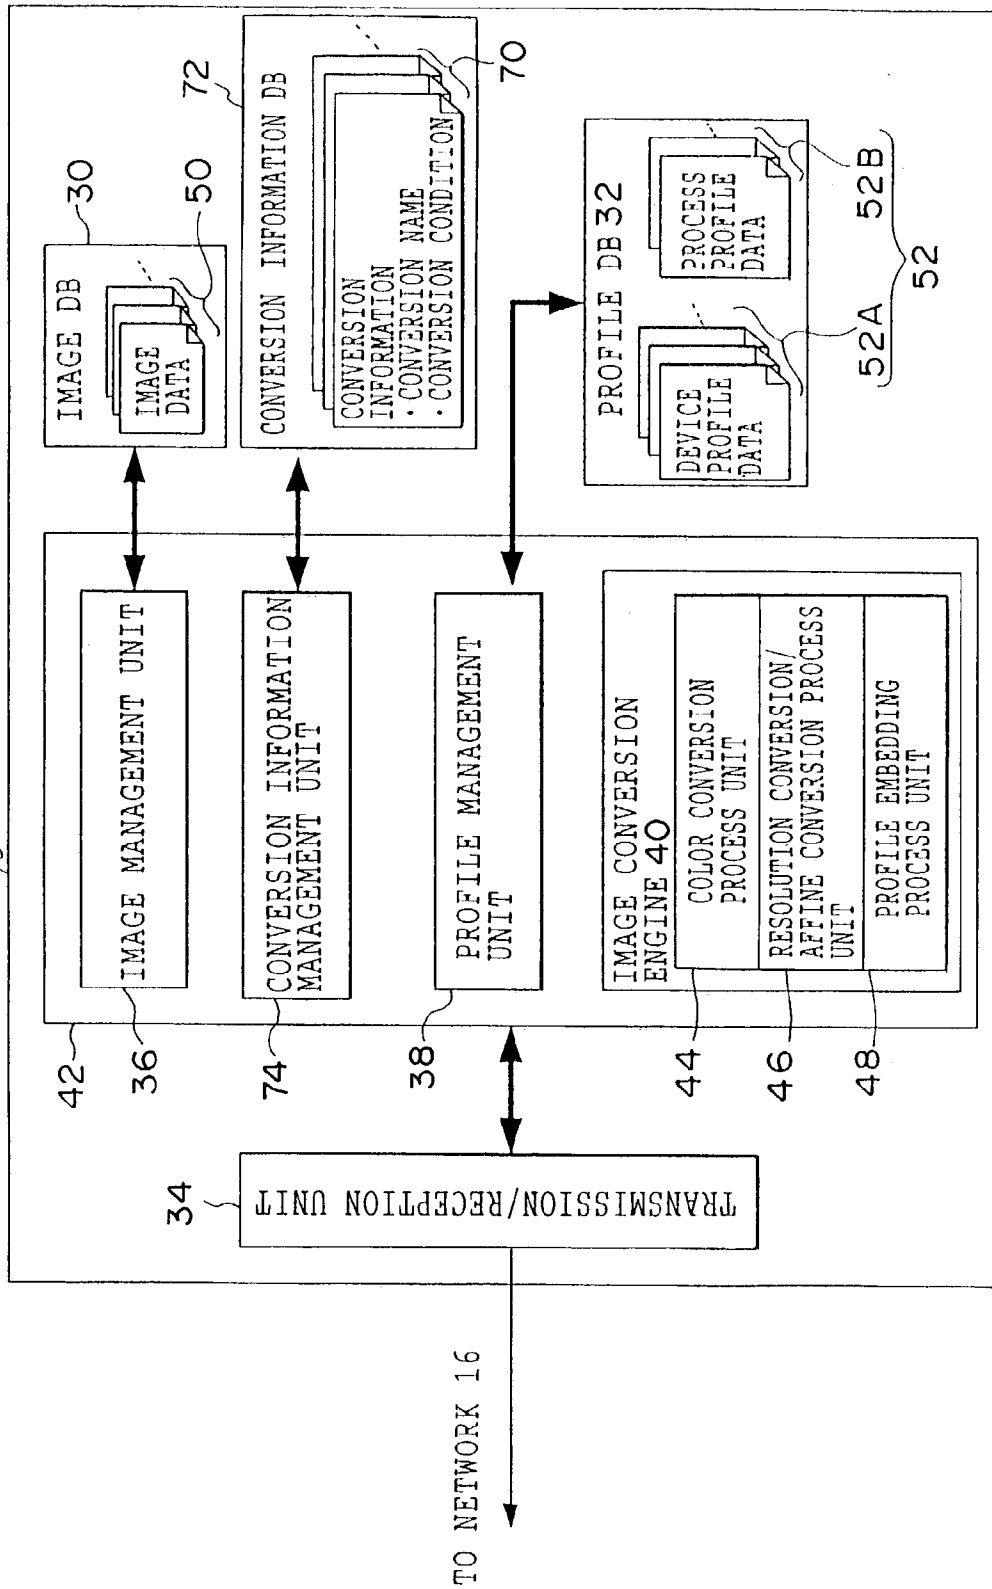 TO NETWORK 16
34
TRANSMISSION/RECEPTION UNIT
42
36
IMAGE MANAGEMENT UNIT
74
CONVERSION INFORMATION
MANAGEMENT UNIT
38
PROFILE MANAGEMENT
UNIT
IMAGE CONVERSION
ENGINE 40
44
COLOR CONVERSION
PROCESS UNIT
46
RESOLUTION CONVERSION/
AFFINE CONVERSION PROCESS
UNIT
48
PROFILE EMBEDDING
PROCESS UNIT
30
IMAGE DB
IMAGE
DATA
50
72
CONVERSION INFORMATION DB
CONVERSION
INFORMATION
・CONVERSION NAME
・CONVERSION CONDITION
70
PROFILE DB 32
DEVICE
PROFILE
DATA
PROCESS
PROFILE
DATA
52A
52B
52